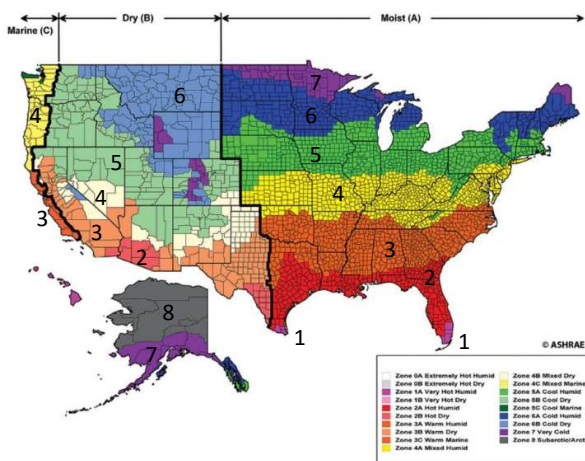 Marine (C)
Dry (B)
Moist (A)
7
6
6
4
5
5
4
4
3
3
3
2
2
8
1
1
7
© ASHRAE
Zone 0A Extremely Hot Humid
Zone 0B Extremely Hot Dry
Zone 1A Very Hot Humid
Zone 1B Very Hot Dry
Zone 2A Hot Humid
Zone 2B Hot Dry
Zone 3A Warm Humid
Zone 3B Warm Dry
Zone 3C Warm Marine
Zone 4A Mixed Humid
Zone 4B Mixed Dry
Zone 4C Mixed Marine
Zone 5A Cool Humid
Zone 5B Cool Dry
Zone 5C Cool Marine
Zone 6A Cold Humid
Zone 6B Cold Dry
Zone 7 Very Cold
Zone 8 Subarctic/Arct